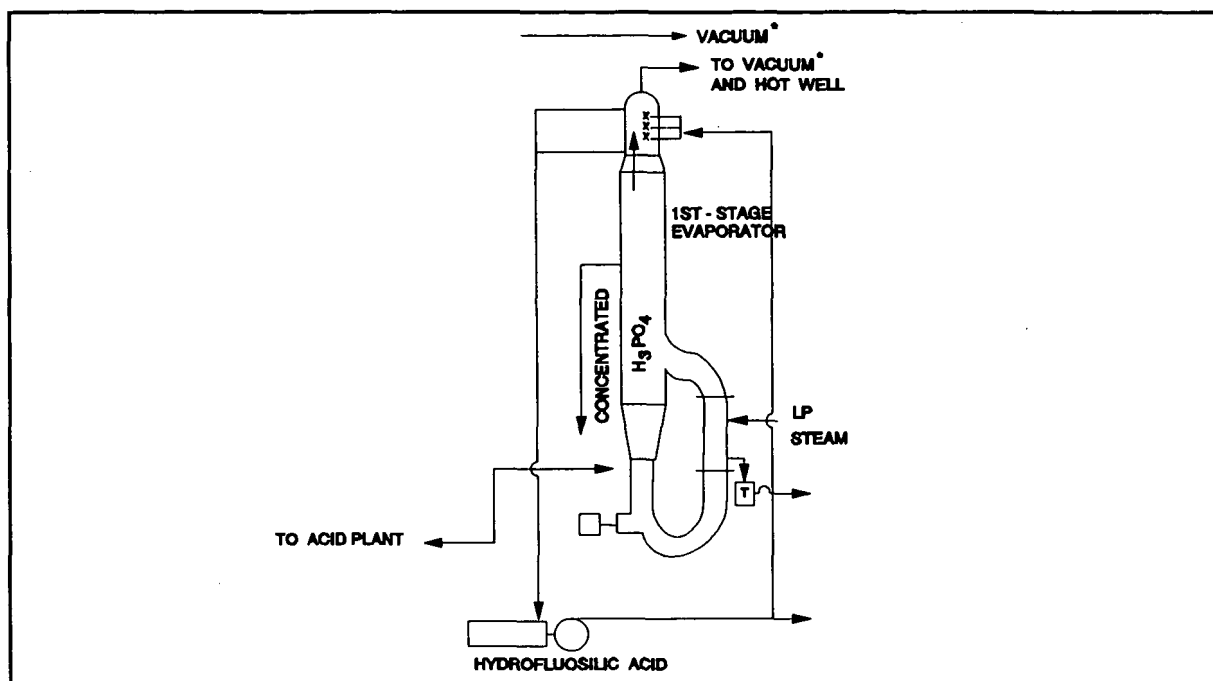 VACUUM*
TO VACUUM*
AND HOT WELL
1ST - STAGE
EVAPORATOR
CONCENTRATED
H3PO4
LP
STEAM
T
TO ACID PLANT
HYDROFLUOSILIC ACID